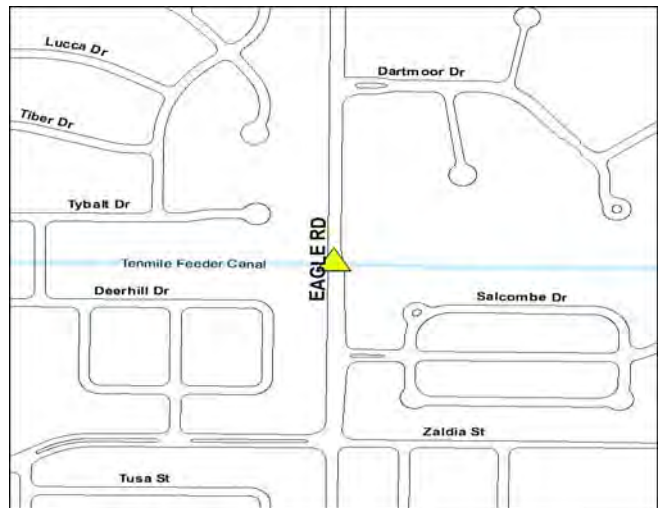 Lucca Dr
Dartmoor Dr
Tiber Dr
Tybalt Dr
EAGLE RD
Tenmile Feeder Canal
Deerhill Dr
Salcombe Dr
Zaldia St
Tusa St